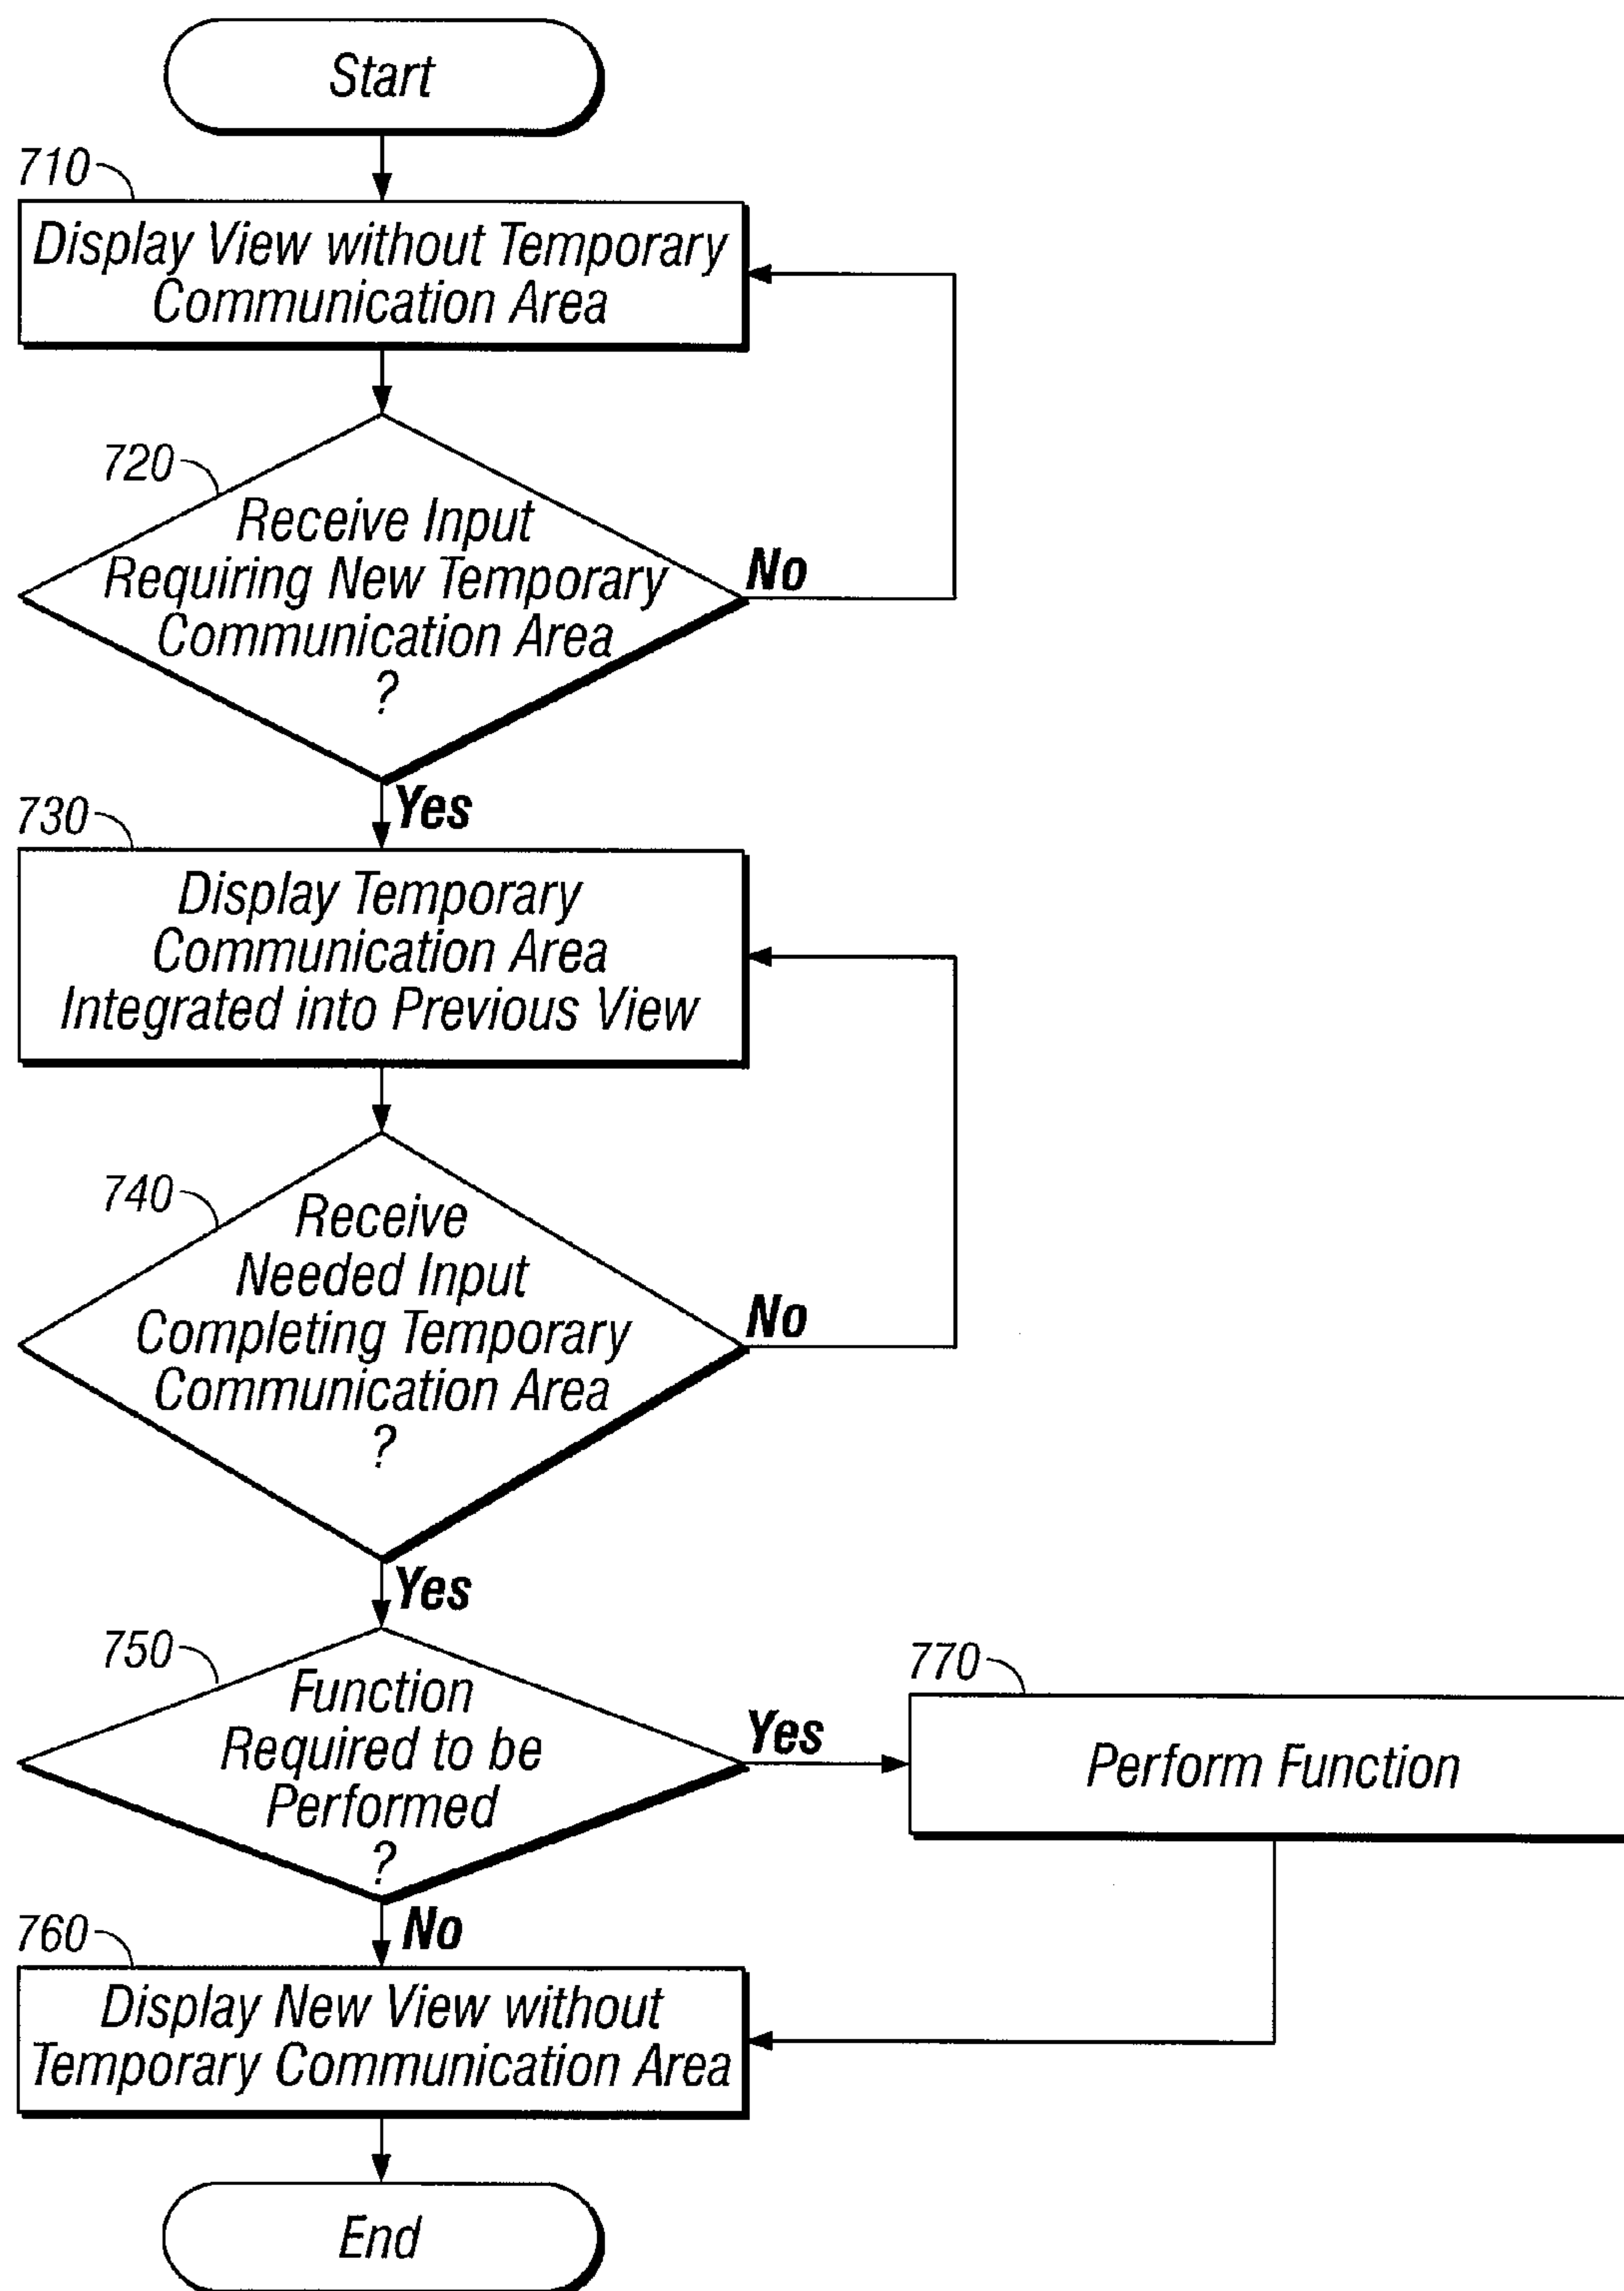 Start
710
Display View without Temporary
Communication Area
720
Receive Input
Requiring New Temporary
Communication Area
?
No
Yes
730
Display Temporary
Communication Area
Integrated into Previous View
740
Receive
Needed Input
Completing Temporary
Communication Area
?
No
Yes
750
Function
Required to be
Performed
?
Yes
770
Perform Function
No
760
Display New View without
Temporary Communication Area
End